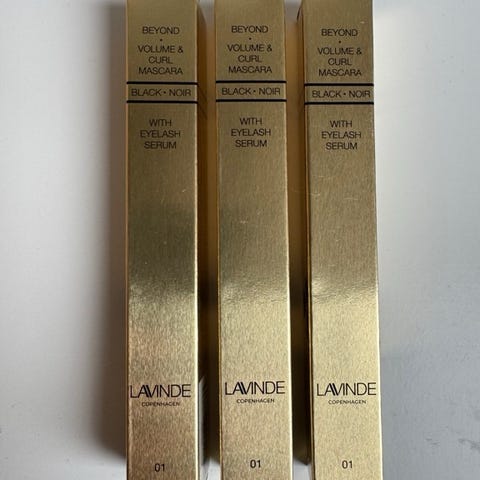 BEYOND
•
VOLUME &
CURL
MASCARA
BLACK • NOIR
WITH
EYELASH
SERUM
LAVINDE
COPENHAGEN
01
BEYOND
•
VOLUME &
CURL
MASCARA
BLACK • NOIR
WITH
EYELASH
SERUM
LAVINDE
COPENHAGEN
01
BEYOND
•
VOLUME &
CURL
MASCARA
BLACK • NOIR
WITH
EYELASH
SERUM
LAVINDE
COPENHAGEN
01